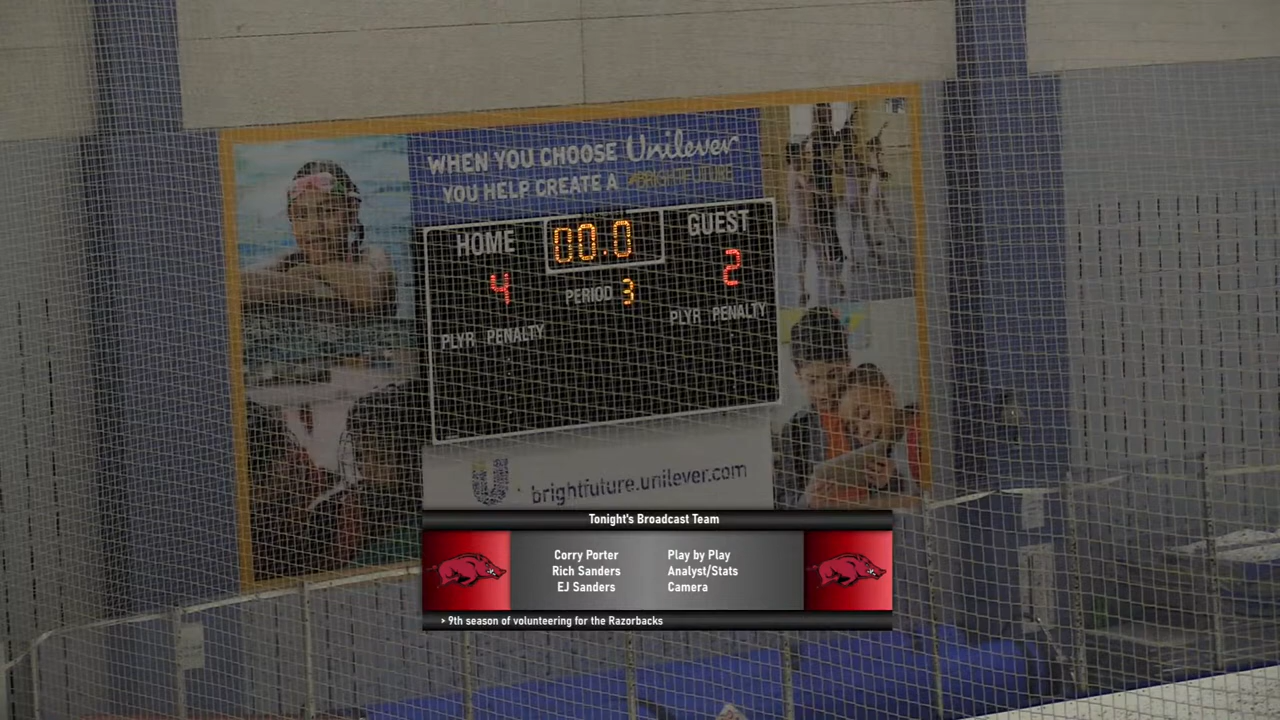 WHEN YOU CHOOSE Unilever
YOU HELP CREATE A #BRIGHTFUTURE
HOME 00.0 GUEST
4 PERIOD 3 2
PLYR PENALTY PLYR PENALTY
brightfuture.unilever.com
Tonight's Broadcast Team
Corry Porter Play by Play
Rich Sanders Analyst/Stats
EJ Sanders Camera
> 9th season of volunteering for the Razorbacks